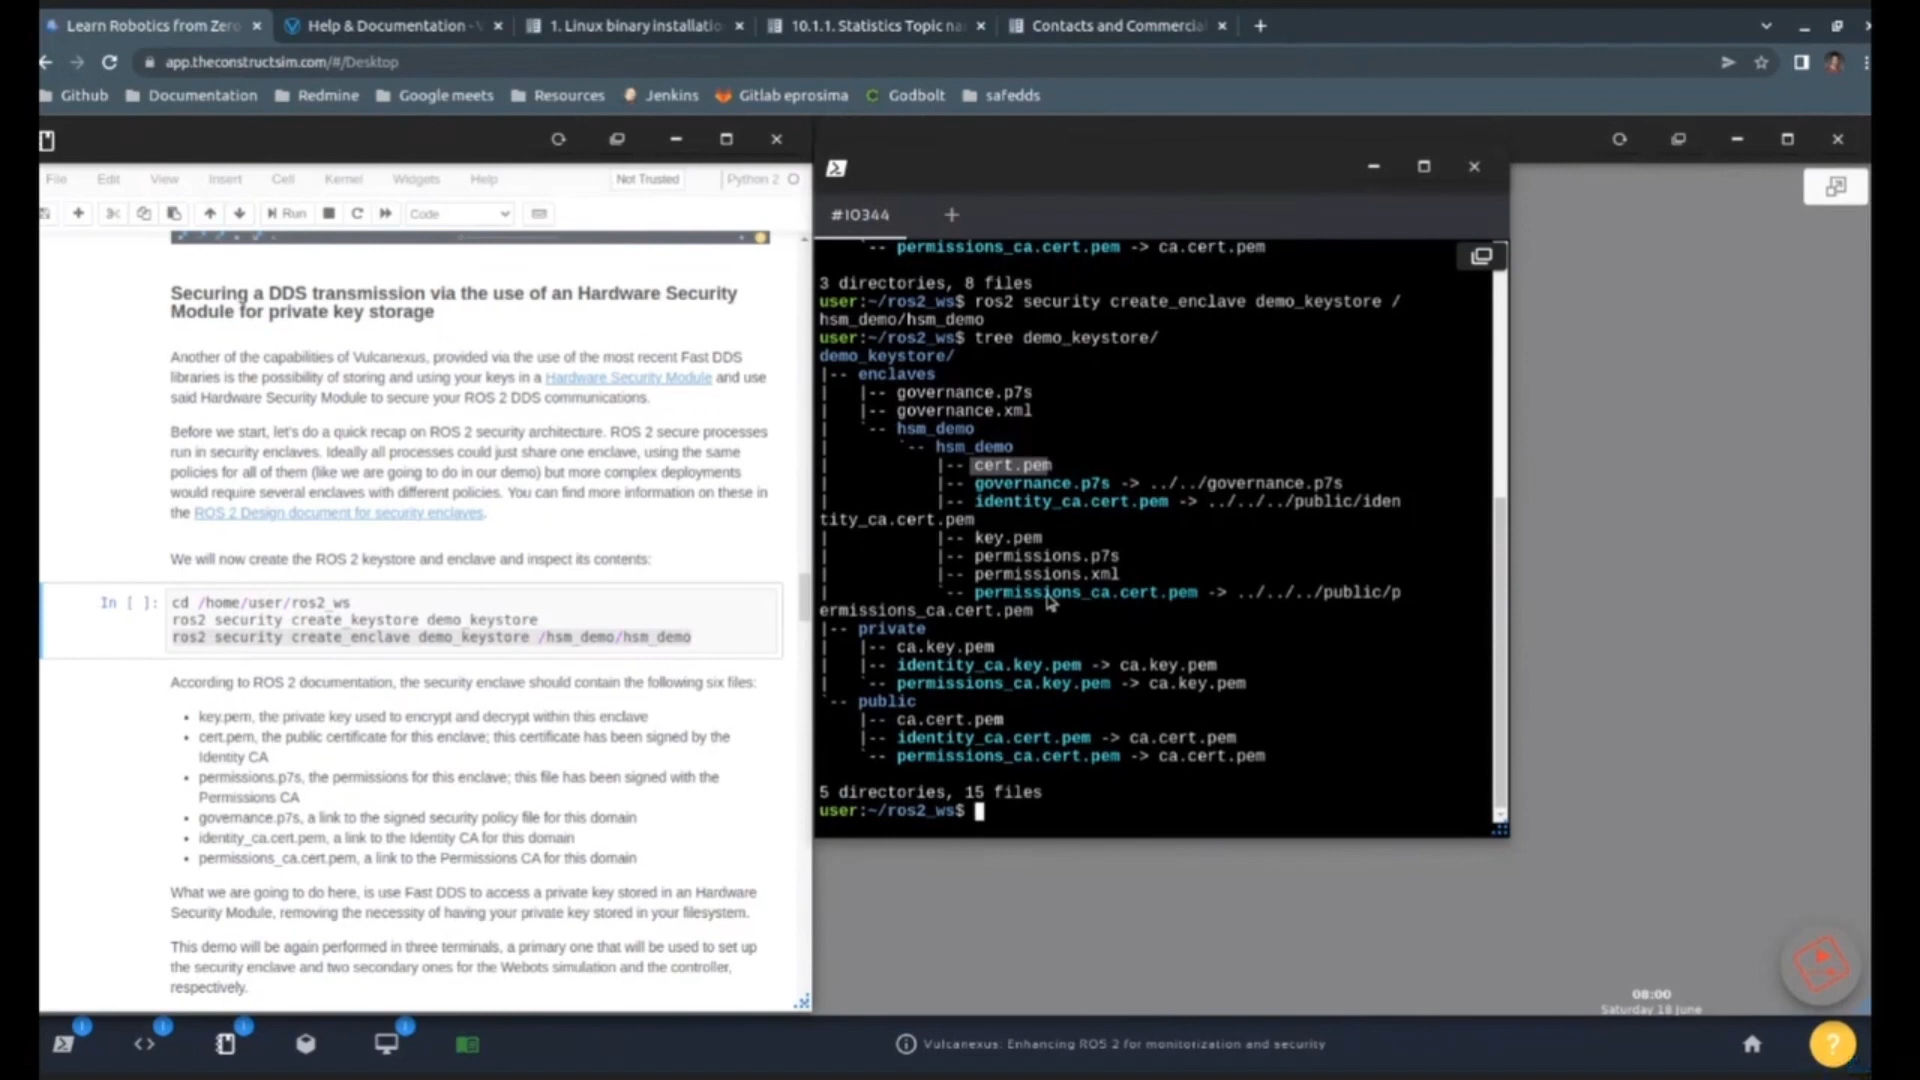 Learn Robotics from Zero
Help & Documentation -
1. Linux binary installatio
10.1.1. Statistics Topic na
Contacts and Commercia
app.theconstructsim.com/#/Desktop
Github
Documentation
Redmine
Google meets
Resources
Jenkins
Gitlab eprosima
Godbolt
safedds
File
Edit
View
Insert
Cell
Kernel
Widgets
Help
Not Trusted
Python 2
Run
Code
Securing a DDS transmission via the use of an Hardware Security
Module for private key storage
Another of the capabilities of Vulcanexus, provided via the use of the most recent Fast DDS
libraries is the possibility of storing and using your keys in a Hardware Security Module and use
said Hardware Security Module to secure your ROS 2 DDS communications.
Before we start, let's do a quick recap on ROS 2 security architecture. ROS 2 secure processes
run in security enclaves. Ideally all processes could just share one enclave, using the same
policies for all of them (like we are going to do in our demo) but more complex deployments
would require several enclaves with different policies. You can find more information on these in
the ROS 2 Design document for security enclaves.
We will now create the ROS 2 keystore and enclave and inspect its contents:
In [ ]:
cd /home/user/ros2_ws
ros2 security create_keystore demo_keystore
ros2 security create_enclave demo_keystore /hsm_demo/hsm_demo
According to ROS 2 documentation, the security enclave should contain the following six files:
• key.pem, the private key used to encrypt and decrypt within this enclave
• cert.pem, the public certificate for this enclave; this certificate has been signed by the
Identity CA
• permissions.p7s, the permissions for this enclave; this file has been signed with the
Permissions CA
• governance.p7s, a link to the signed security policy file for this domain
• identity_ca.cert.pem, a link to the Identity CA for this domain
• permissions_ca.cert.pem, a link to the Permissions CA for this domain
What we are going to do here, is use Fast DDS to access a private key stored in an Hardware
Security Module, removing the necessity of having your private key stored in your filesystem.
This demo will be again performed in three terminals, a primary one that will be used to set up
the security enclave and two secondary ones for the Webots simulation and the controller,
respectively.
#10344
`-- permissions_ca.cert.pem -> ca.cert.pem
3 directories, 8 files
user:~/ros2_ws$ ros2 security create_enclave demo_keystore /
hsm_demo/hsm_demo
user:~/ros2_ws$ tree demo_keystore/
demo_keystore/
|-- enclaves
|   |-- governance.p7s
|   |-- governance.xml
|   `-- hsm_demo
|       `-- hsm_demo
|           |-- cert.pem
|           |-- governance.p7s -> ../../governance.p7s
|           |-- identity_ca.cert.pem -> ../../../public/iden
tity_ca.cert.pem
|           |-- key.pem
|           |-- permissions.p7s
|           |-- permissions.xml
|           `-- permissions_ca.cert.pem -> ../../../public/p
ermissions_ca.cert.pem
|-- private
|   |-- ca.key.pem
|   |-- identity_ca.key.pem -> ca.key.pem
|   `-- permissions_ca.key.pem -> ca.key.pem
`-- public
|-- ca.cert.pem
|-- identity_ca.cert.pem -> ca.cert.pem
`-- permissions_ca.cert.pem -> ca.cert.pem
5 directories, 15 files
user:~/ros2_ws$
08:00
Saturday 18 June
Vulcanexus: Enhancing ROS 2 for monitorization and security
?